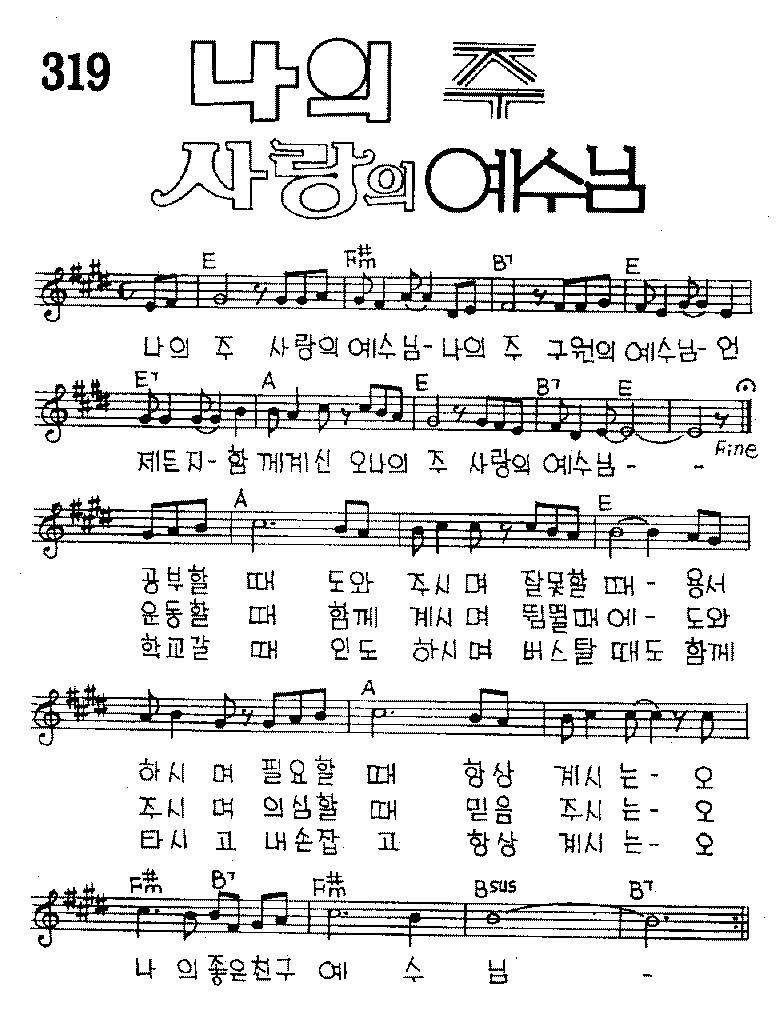 319
나의 주
사랑의 예수님
E F#m B7 E
나의 주 사랑의 예수님- 나의 주 구원의 예수님- 언
E7 A E B7 E
제든지- 함께계신 오나의 주 사랑의 예수님 - -
Fine
A E
공부할 때 도와 주시며 잘못할 때- 용서
운동할 때 함께 계시며 뜀뛸때에- 도와
학교갈 때 인도 하시며 버스탈 때도 함께
A
하시며 필요할 때 항상 계시는- 오
주시며 의심할 때 믿음 주시는- 오
타시고 내손잡고 항상 계시는- 오
F#m B7 F#m Bsus B7
나의좋은친구 예수님 -